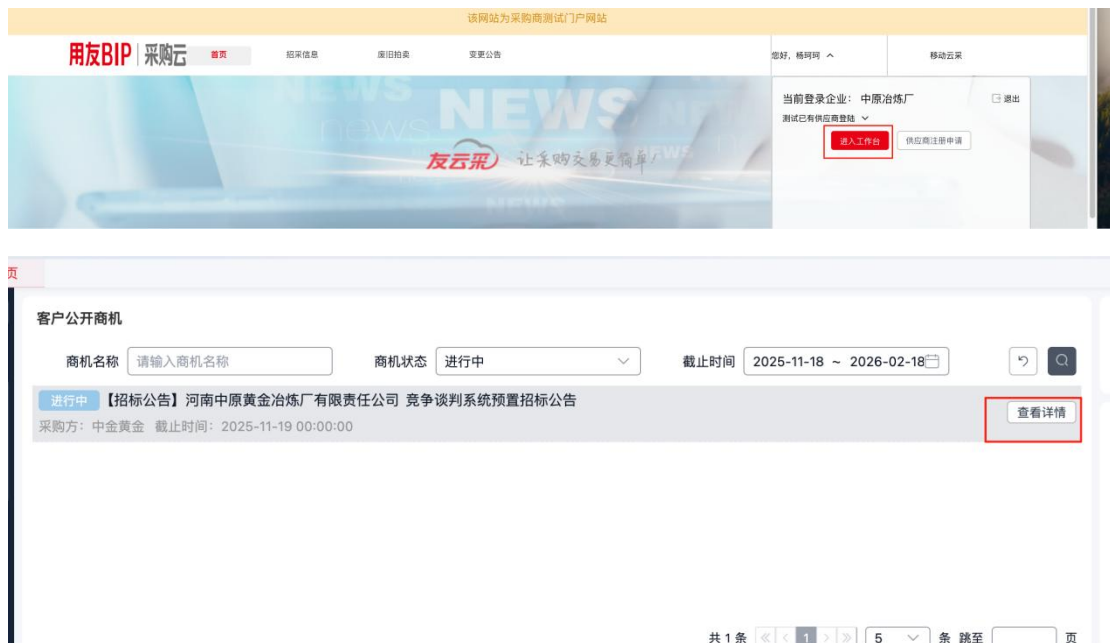 该网站为采购商测试门户网站
用友BIP 采购云 首页 招采信息 废旧拍卖 变更公告 您好，杨珂珂 移动云采
当前登录企业： 中原冶炼厂 退出
测试已有供应商登陆
进入工作台 供应商注册申请
NEWS
news NEWS NEWS
友云采 让采购交易更简单！
NEWS
页
客户公开商机
商机名称 请输入商机名称 商机状态 进行中 截止时间 2025-11-18 ~ 2026-02-18
进行中 【招标公告】河南中原黄金冶炼厂有限责任公司 竞争谈判系统预置招标公告
查看详情
采购方：中金黄金 截止时间：2025-11-19 00:00:00
共 1 条 « < 1 > » 5 条 跳至 页